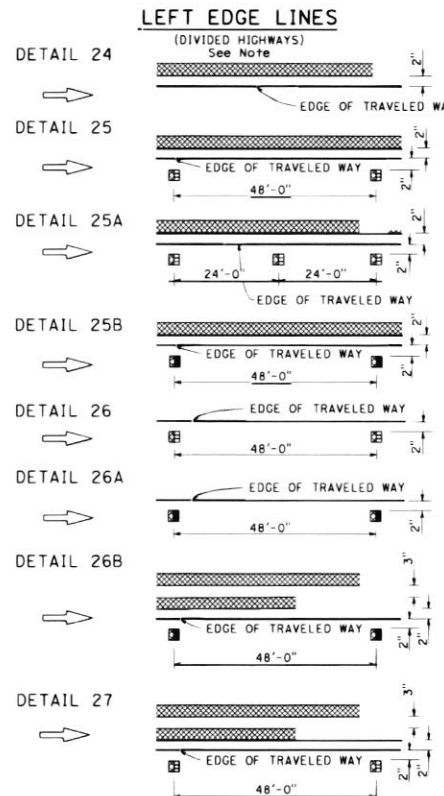 LEFT EDGE LINES
(DIVIDED HIGHWAYS)
See Note
DETAIL 24
2"
EDGE OF TRAVELED WA
DETAIL 25
EDGE OF TRAVELED WAY
48'-0"
2"
2"
DETAIL 25A
24'-0"
24'-0"
EDGE OF TRAVELED WAY
2"
2"
DETAIL 25B
EDGE OF TRAVELED WAY
48'-0"
2"
2"
DETAIL 26
EDGE OF TRAVELED WAY
48'-0"
2"
DETAIL 26A
EDGE OF TRAVELED WAY
48'-0"
2"
DETAIL 26B
3"
EDGE OF TRAVELED WAY
48'-0"
2"
2"
DETAIL 27
3"
EDGE OF TRAVELED WAY
48'-0"
2"
2"